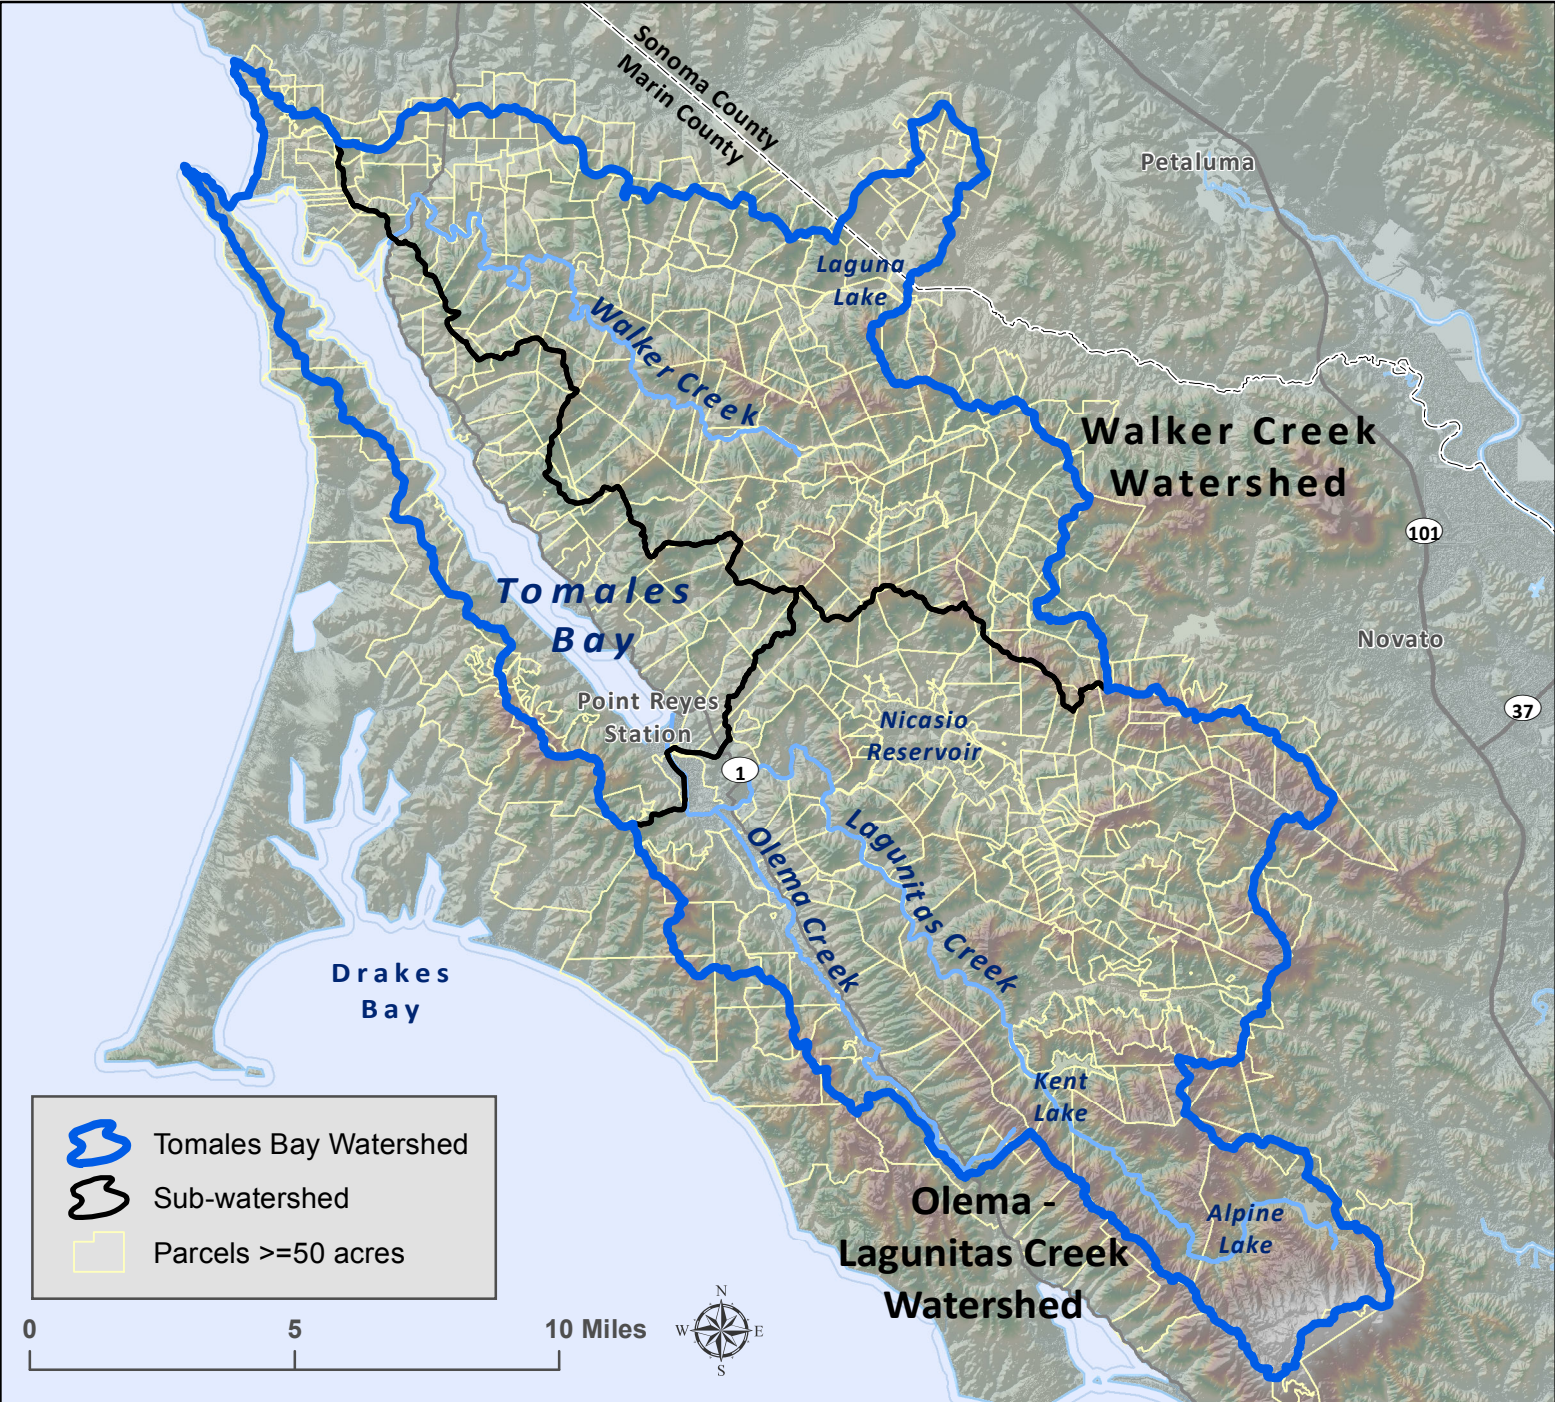 Sonoma County
Marin County
Petaluma
Laguna
Lake
Walker Creek
Walker Creek
Watershed
101
Tomales
Bay
Novato
Point Reyes
Station
Nicasio
Reservoir
37
1
Olema Creek
Lagunitas Creek
Drakes
Bay
Kent
Lake
Tomales Bay Watershed
Sub-watershed
Parcels >=50 acres
Olema -
Lagunitas Creek
Watershed
Alpine
Lake
0 5 10 Miles
N
W E
S